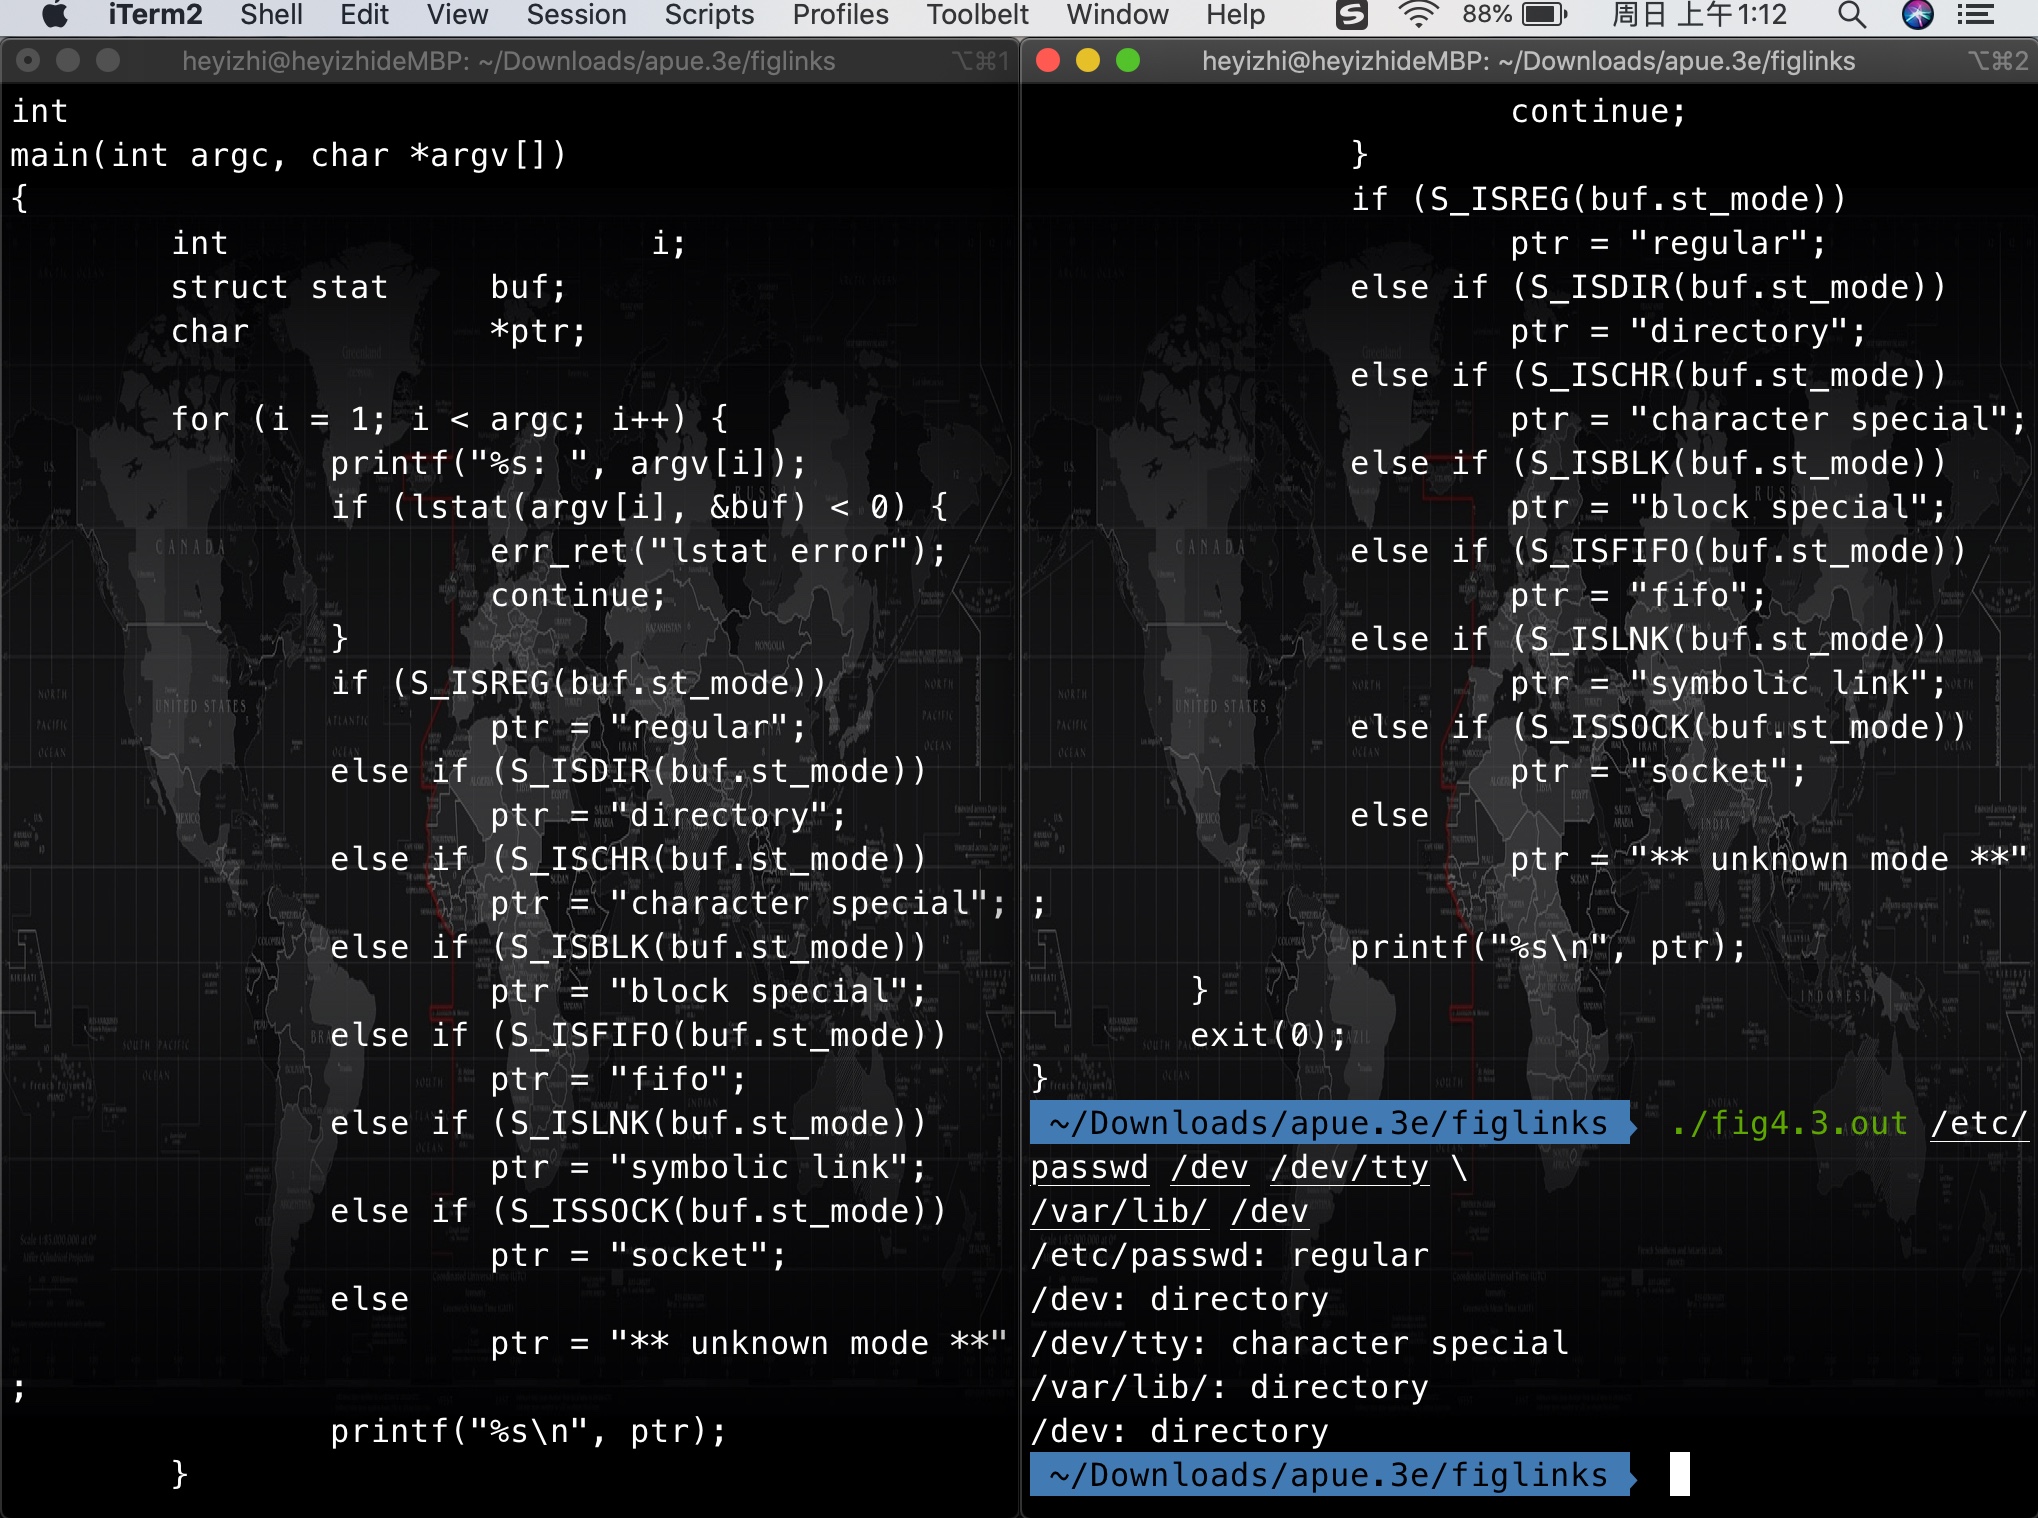 iTerm2 Shell Edit View Session Scripts Profiles Toolbelt Window Help 88% 周日 上午1:12
heyizhi@heyizhideMBP: ~/Downloads/apue.3e/figlinks ⌥⌘1
int
main(int argc, char *argv[])
{
        int                     i;
        struct stat     buf;
        char            *ptr;

        for (i = 1; i < argc; i++) {
                printf("%s: ", argv[i]);
                if (lstat(argv[i], &buf) < 0) {
                        err_ret("lstat error");
                        continue;
                }
                if (S_ISREG(buf.st_mode))
                        ptr = "regular";
                else if (S_ISDIR(buf.st_mode))
                        ptr = "directory";
                else if (S_ISCHR(buf.st_mode))
                        ptr = "character special";
                else if (S_ISBLK(buf.st_mode))
                        ptr = "block special";
                else if (S_ISFIFO(buf.st_mode))
                        ptr = "fifo";
                else if (S_ISLNK(buf.st_mode))
                        ptr = "symbolic link";
                else if (S_ISSOCK(buf.st_mode))
                        ptr = "socket";
                else
                        ptr = "** unknown mode **"
;
                printf("%s\n", ptr);
        }
heyizhi@heyizhideMBP: ~/Downloads/apue.3e/figlinks ⌥⌘2
                        continue;
                }
                if (S_ISREG(buf.st_mode))
                        ptr = "regular";
                else if (S_ISDIR(buf.st_mode))
                        ptr = "directory";
                else if (S_ISCHR(buf.st_mode))
                        ptr = "character special";
                else if (S_ISBLK(buf.st_mode))
                        ptr = "block special";
                else if (S_ISFIFO(buf.st_mode))
                        ptr = "fifo";
                else if (S_ISLNK(buf.st_mode))
                        ptr = "symbolic link";
                else if (S_ISSOCK(buf.st_mode))
                        ptr = "socket";
                else
                        ptr = "** unknown mode **"
;
                printf("%s\n", ptr);
        }
        exit(0);
}
~/Downloads/apue.3e/figlinks ./fig4.3.out /etc/
passwd /dev /dev/tty \
/var/lib/ /dev
/etc/passwd: regular
/dev: directory
/dev/tty: character special
/var/lib/: directory
/dev: directory
~/Downloads/apue.3e/figlinks